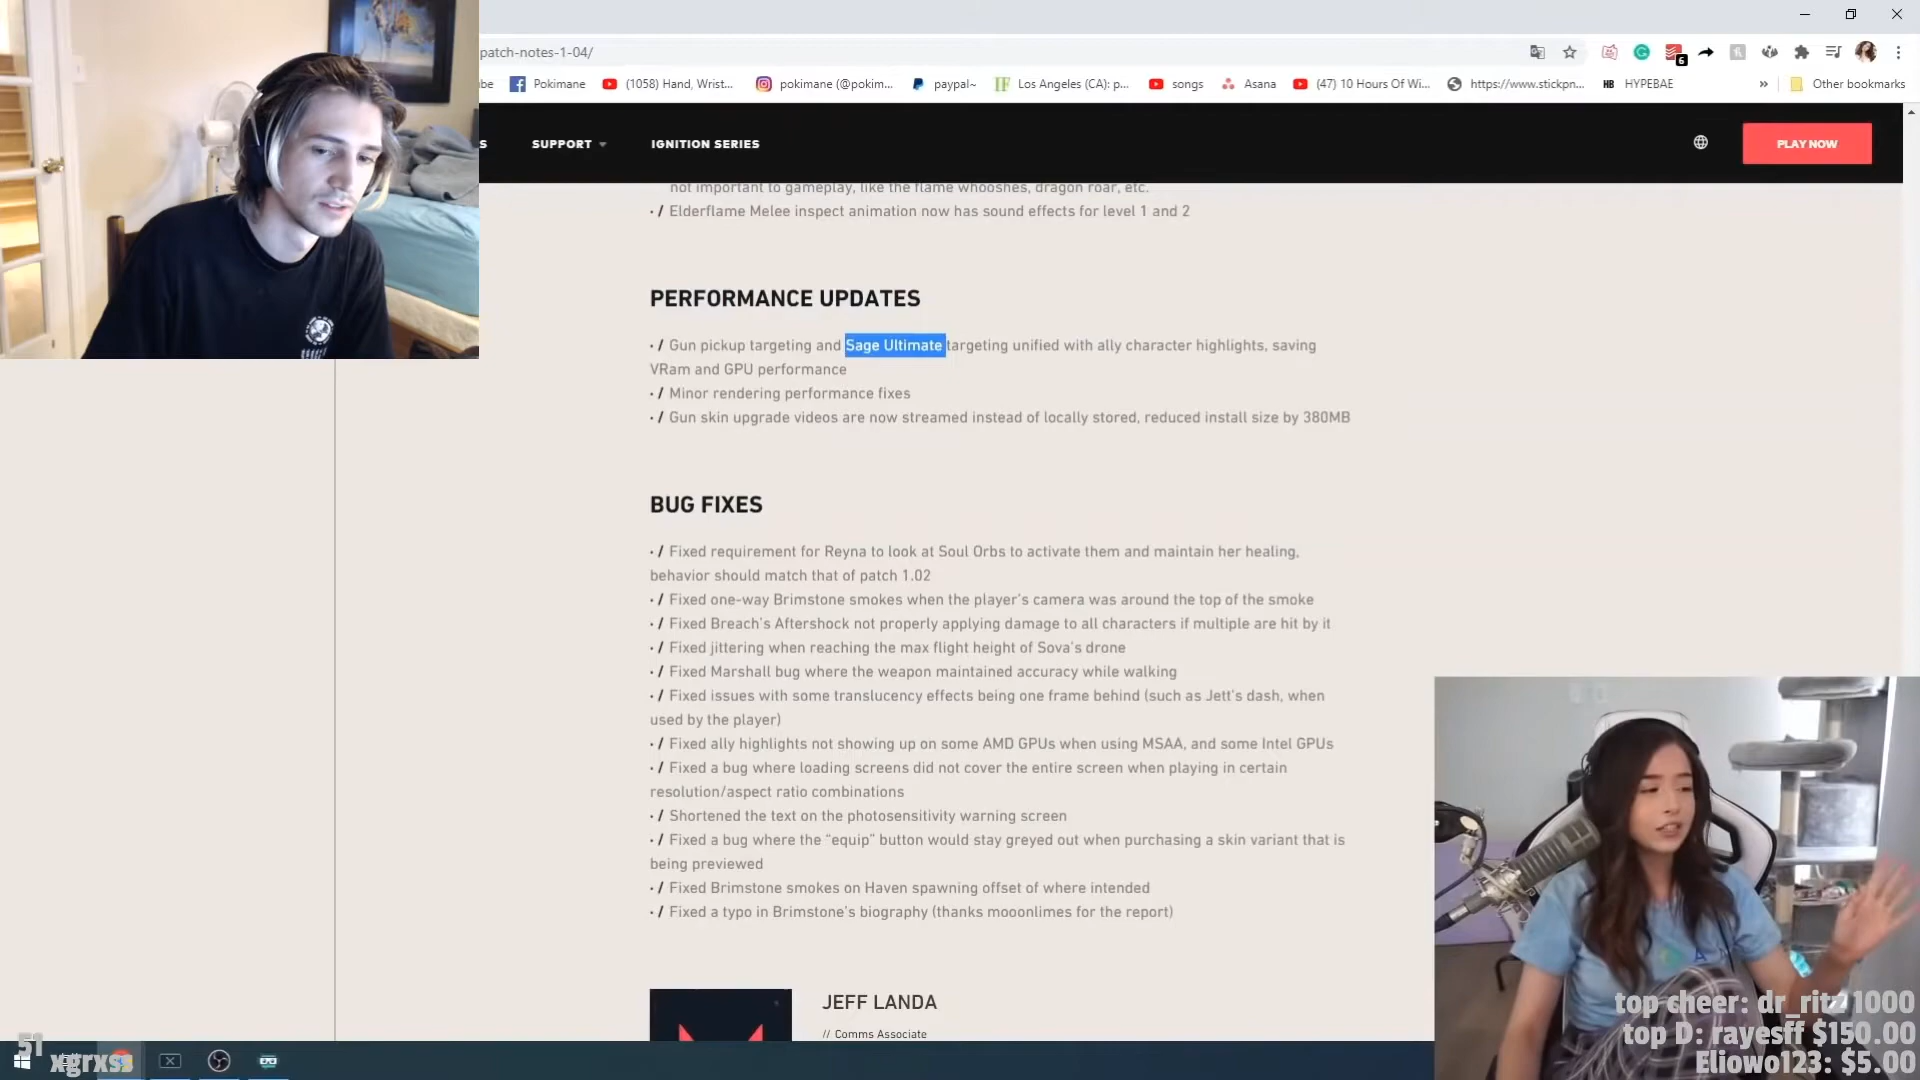 patch-notes-1-04/
6
be
Pokimane
(1058) Hand, Wrist...
pokimane (@pokim...
paypal~
Los Angeles (CA): p...
songs
Asana
(47) 10 Hours Of Wi...
https://www.stickpn...
HB HYPEBAE
»
Other bookmarks
S
SUPPORT
IGNITION SERIES
PLAY NOW
not important to gameplay, like the flame whooshes, dragon roar, etc.
• / Elderflame Melee inspect animation now has sound effects for level 1 and 2
PERFORMANCE UPDATES
• / Gun pickup targeting and Sage Ultimate targeting unified with ally character highlights, saving
VRam and GPU performance
• / Minor rendering performance fixes
• / Gun skin upgrade videos are now streamed instead of locally stored, reduced install size by 380MB
BUG FIXES
• / Fixed requirement for Reyna to look at Soul Orbs to activate them and maintain her healing,
behavior should match that of patch 1.02
• / Fixed one-way Brimstone smokes when the player's camera was around the top of the smoke
• / Fixed Breach's Aftershock not properly applying damage to all characters if multiple are hit by it
• / Fixed jittering when reaching the max flight height of Sova's drone
• / Fixed Marshall bug where the weapon maintained accuracy while walking
• / Fixed issues with some translucency effects being one frame behind (such as Jett's dash, when
used by the player)
• / Fixed ally highlights not showing up on some AMD GPUs when using MSAA, and some Intel GPUs
• / Fixed a bug where loading screens did not cover the entire screen when playing in certain
resolution/aspect ratio combinations
• / Shortened the text on the photosensitivity warning screen
• / Fixed a bug where the “equip” button would stay greyed out when purchasing a skin variant that is
being previewed
• / Fixed Brimstone smokes on Haven spawning offset of where intended
• / Fixed a typo in Brimstone's biography (thanks mooonlimes for the report)
JEFF LANDA
// Comms Associate
xgrxss
top cheer: 1000
top D: rayesff $150.00
Eliowo123: $5.00